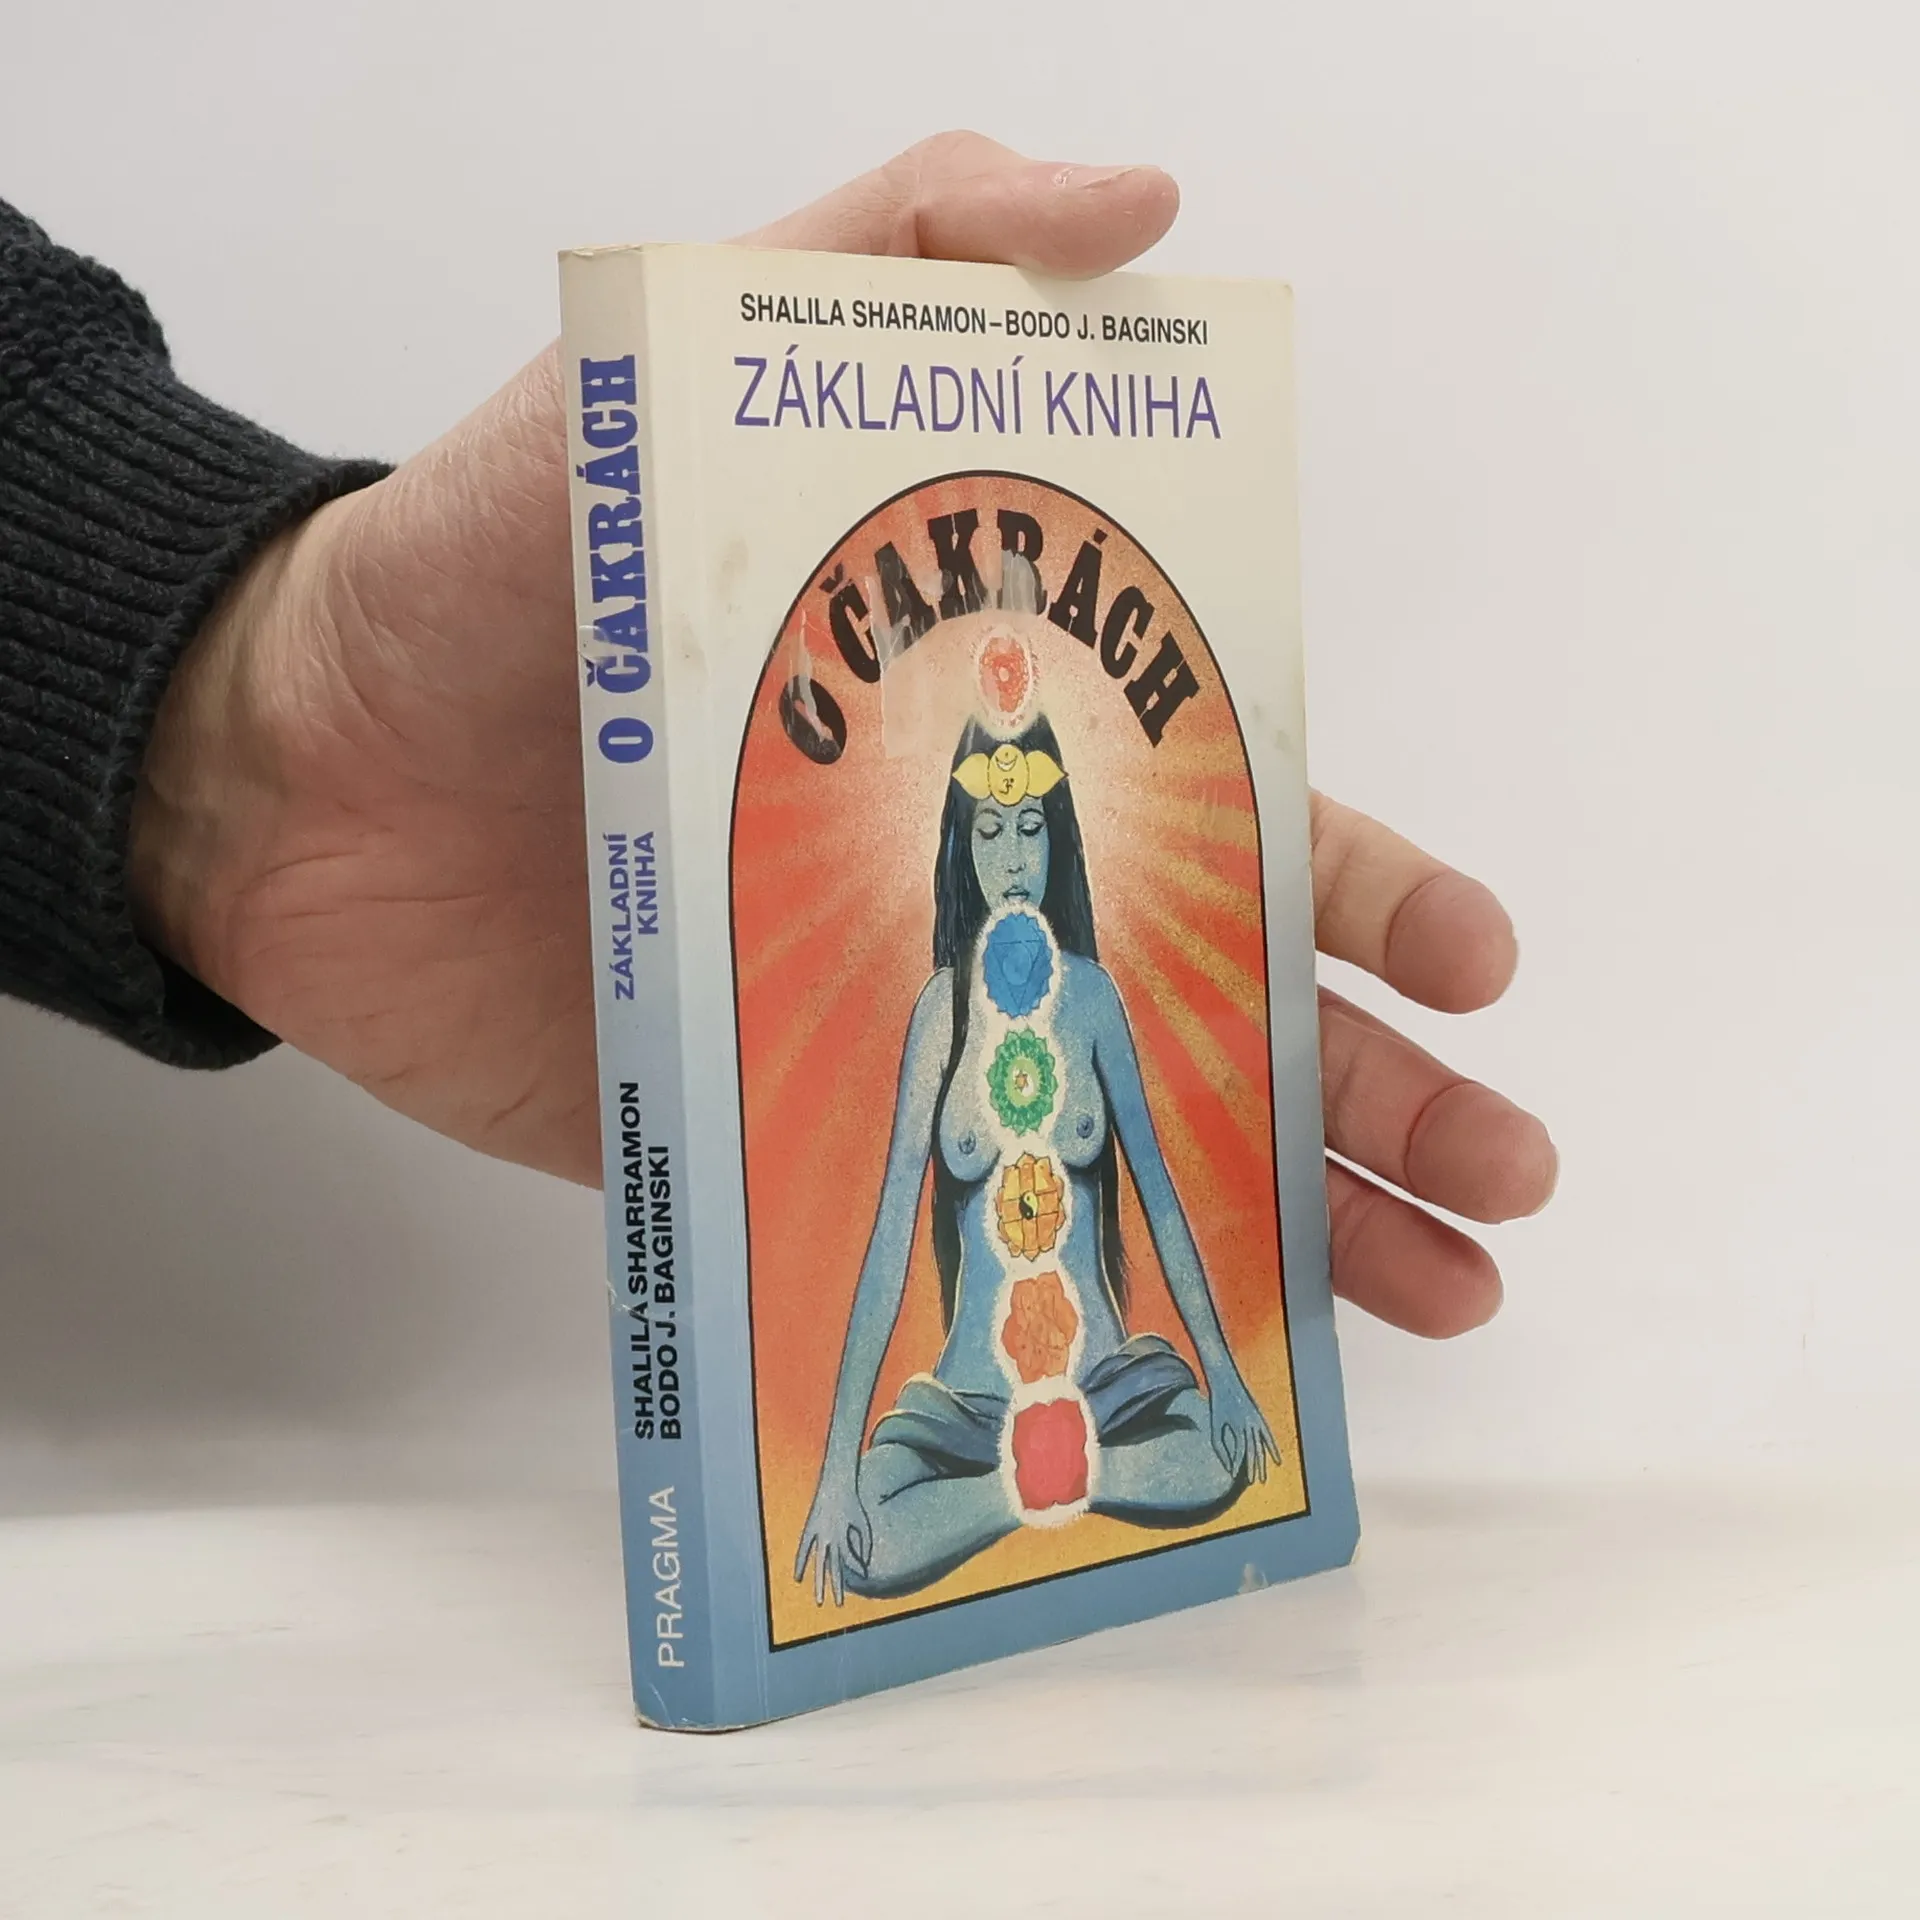 SHALILA SHARAMON–BODO J. BAGINSKI
ZÁKLADNÍ KNIHA
O ČAKRÁCH
O ČAKRÁCH
ZÁKLADNÍ
KNIHA
SHALILA SHARRAMON
BODO J. BAGINSKI
PRAGMA